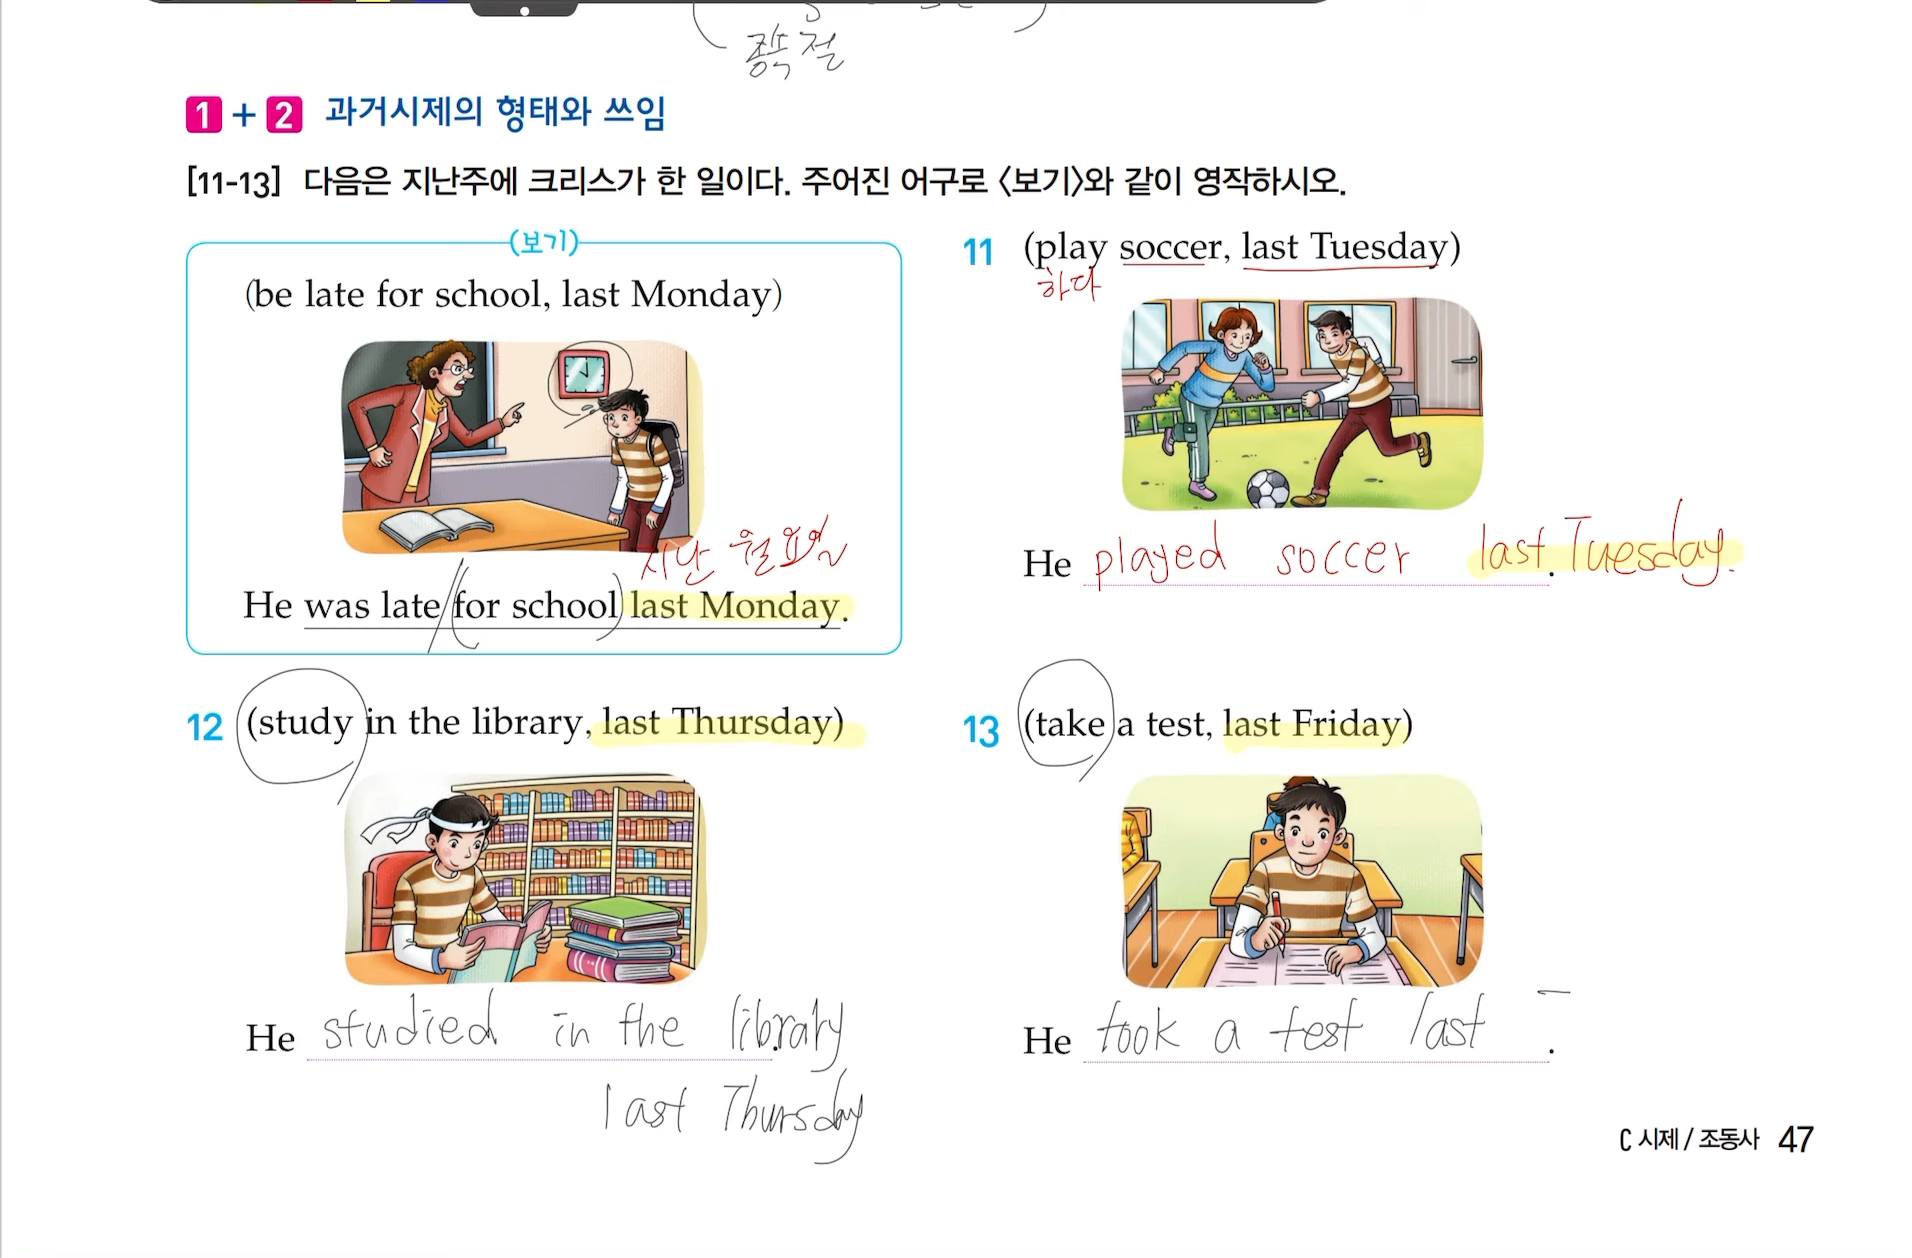 종속절
1 + 2 과거시제의 형태와 쓰임
[11-13] 다음은 지난주에 크리스가 한 일이다. 주어진 어구로 〈보기〉와 같이 영작하시오.
(보기)
(be late for school, last Monday)
지난 월요일
He was late for school last Monday.
11 (play soccer, last Tuesday)
하다
He played soccer last Tuesday.
12 (study in the library, last Thursday)
He studied in the library.
last Thursday
13 (take a test, last Friday)
He took a test last .
C 시제 / 조동사 47